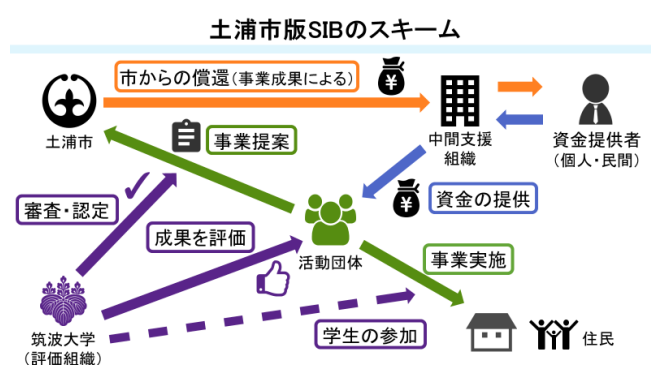 土浦市版SIBのスキーム
市からの償還(事業成果による)
¥
土浦市
事業提案
中間支援
組織
資金提供者
(個人・民間)
審査・認定
¥
資金の提供
成果を評価
活動団体
事業実施
筑波大学
(評価組織)
学生の参加
住民